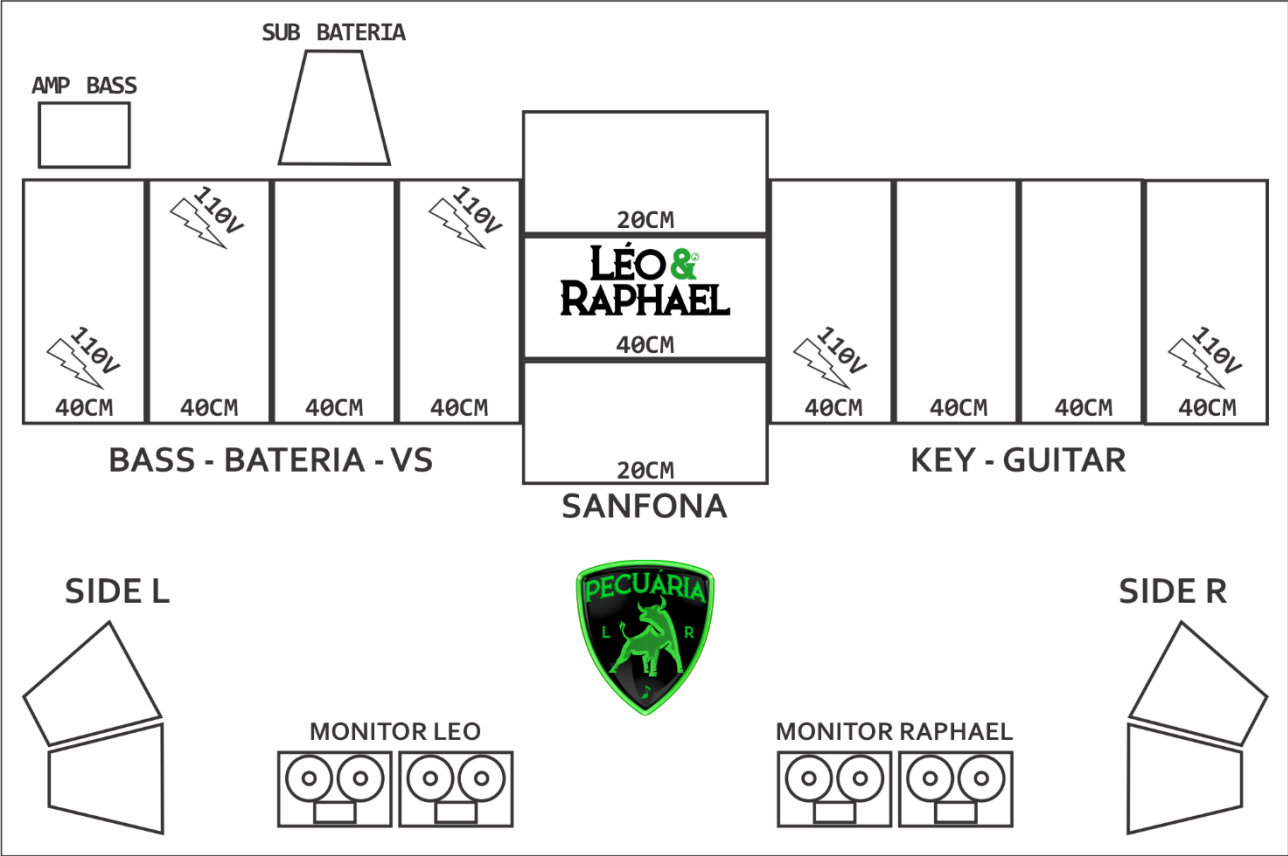 SUB BATERIA
AMP BASS
110V
110V
20CM
LÉO &
RAPHAEL
110V
110V
110V
40CM
40CM
40CM
40CM
40CM
40CM
40CM
40CM
40CM
BASS - BATERIA - VS
KEY - GUITAR
20CM
SANFONA
PECUÁRIA
L R
SIDE L
SIDE R
MONITOR LEO
MONITOR RAPHAEL